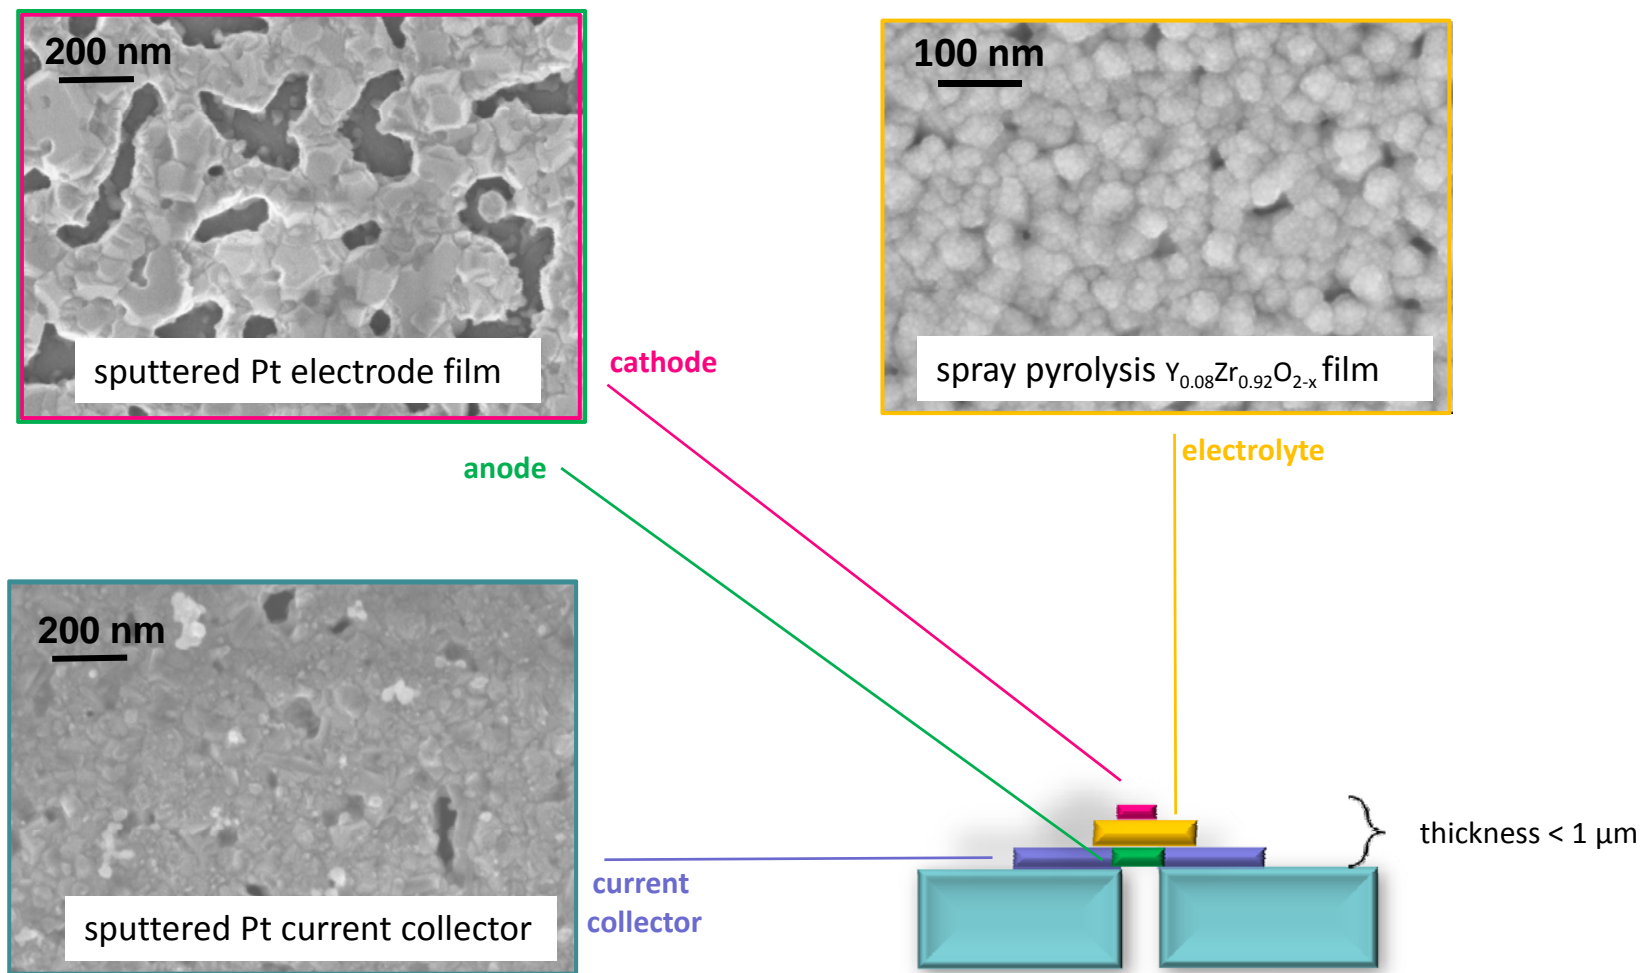 200 nm
sputtered Pt electrode film
100 nm
spray pyrolysis Y0.08Zr0.92O2-x film
cathode
anode
electrolyte
200 nm
sputtered Pt current collector
current
collector
thickness < 1 µm